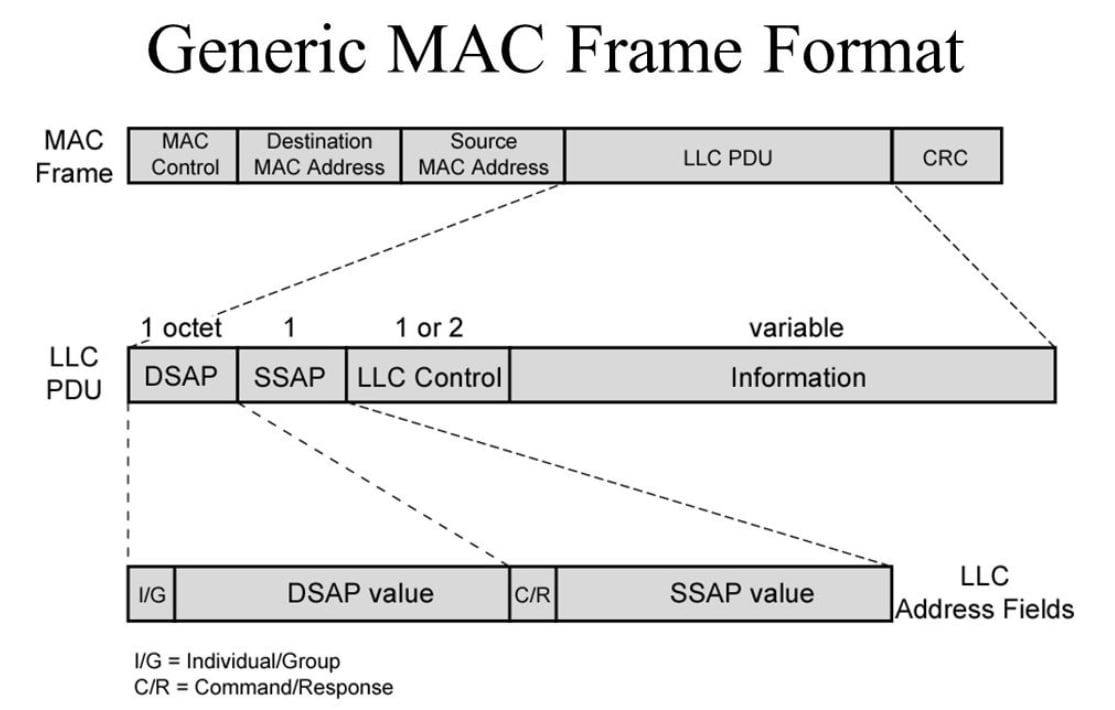 Generic MAC Frame Format
MAC
Frame
MAC
Control
Destination
MAC Address
Source
MAC Address
LLC PDU
CRC
1 octet
1
1 or 2
variable
LLC
PDU
DSAP
SSAP
LLC Control
Information
I/G
DSAP value
C/R
SSAP value
LLC
Address Fields
I/G = Individual/Group
C/R = Command/Response